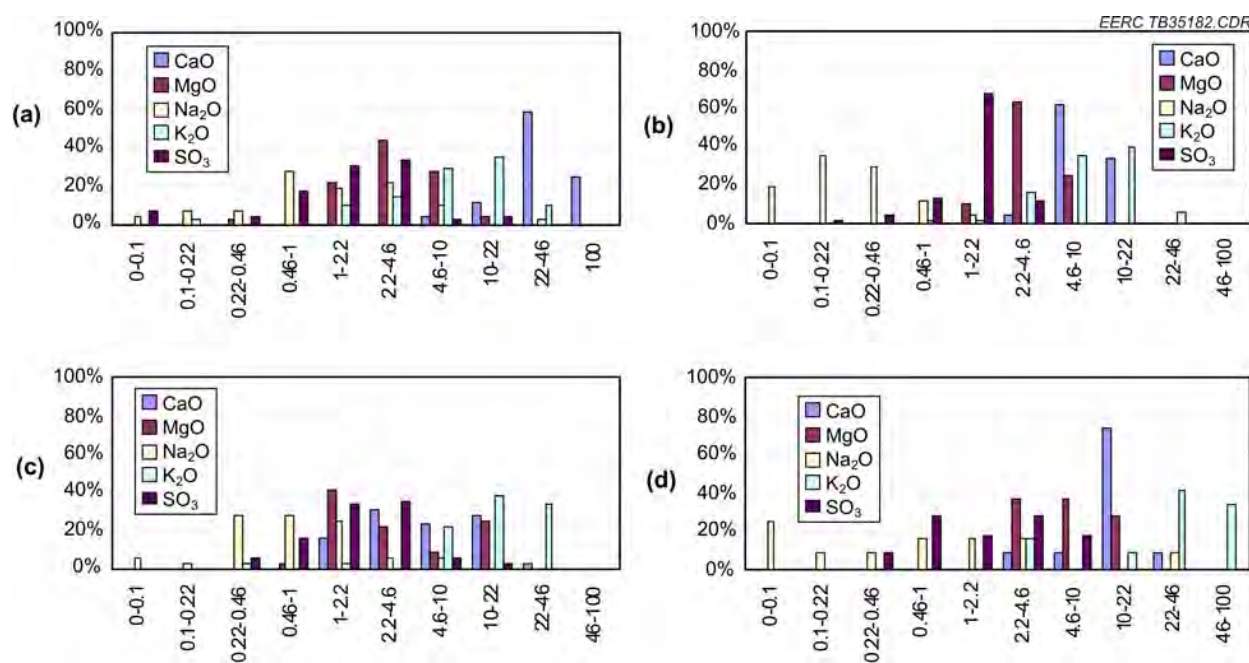 EERC TB35182.CDR
(a)
100%
80%
60%
40%
20%
0%
CaO
MgO
Na₂O
K₂O
SO₃
0-0.1
0.1-0.22
0.222-0.46
0.46-1
1-2.2
2.2-4.6
4.6-10
10-22
22-46
100
(b)
100%
80%
60%
40%
20%
0%
CaO
MgO
Na₂O
K₂O
SO₃
0-0.1
0.1-0.22
0.222-0.46
0.46-1
1-2.2
2.2-4.6
4.6-10
10-22
22-46
46-100
(c)
100%
80%
60%
40%
20%
0%
CaO
MgO
Na₂O
K₂O
SO₃
0-0.1
0.1-0.22
0.222-0.46
0.46-1
1-2.2
2.2-4.6
4.6-10
10-22
22-46
46-100
(d)
100%
80%
60%
40%
20%
0%
CaO
MgO
Na₂O
K₂O
SO₃
0-0.1
0.1-0.22
0.222-0.46
0.46-1
1-2.2
2.2-4.6
4.6-10
10-22
22-46
46-100